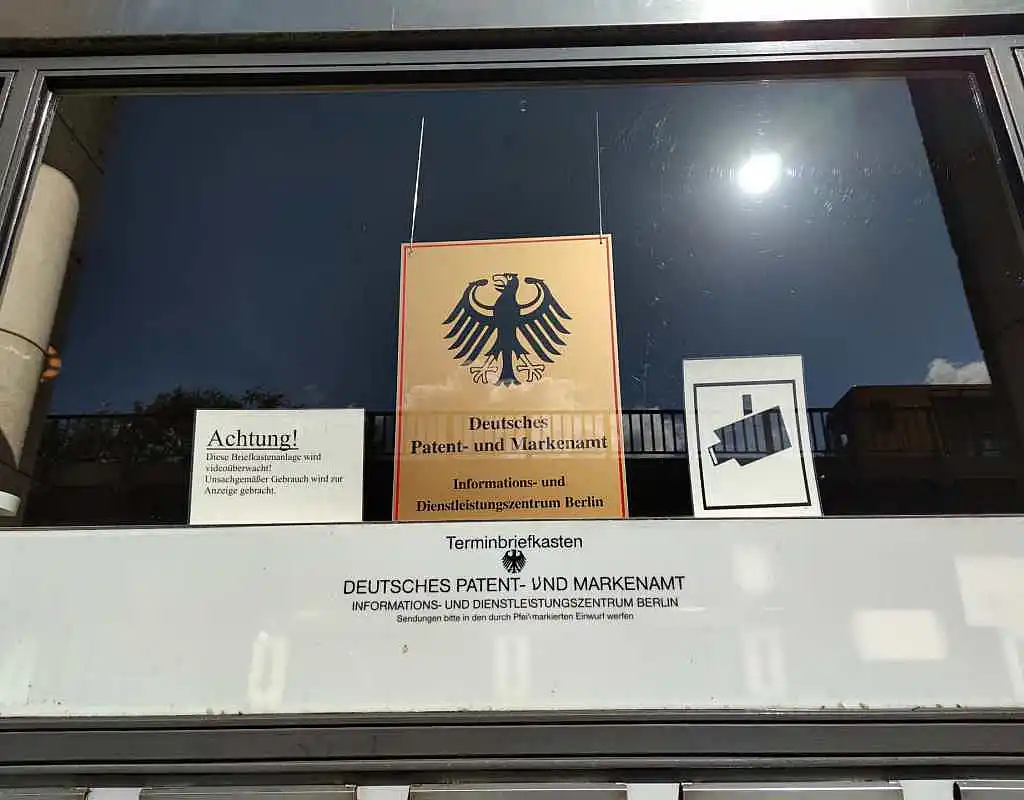 Achtung!
Diese Briefkastenanlage wird
videoüberwacht!
Unsachgemäßer Gebrauch wird zur
Anzeige gebracht.
Deutsches
Patent- und Markenamt
Informations- und
Dienstleistungszentrum Berlin
Terminbriefkasten
DEUTSCHES PATENT- UND MARKENAMT
INFORMATIONS- UND DIENSTLEISTUNGSZENTRUM BERLIN
Sendungen bitte in den durch Pfeil markierten Einwurf werfen